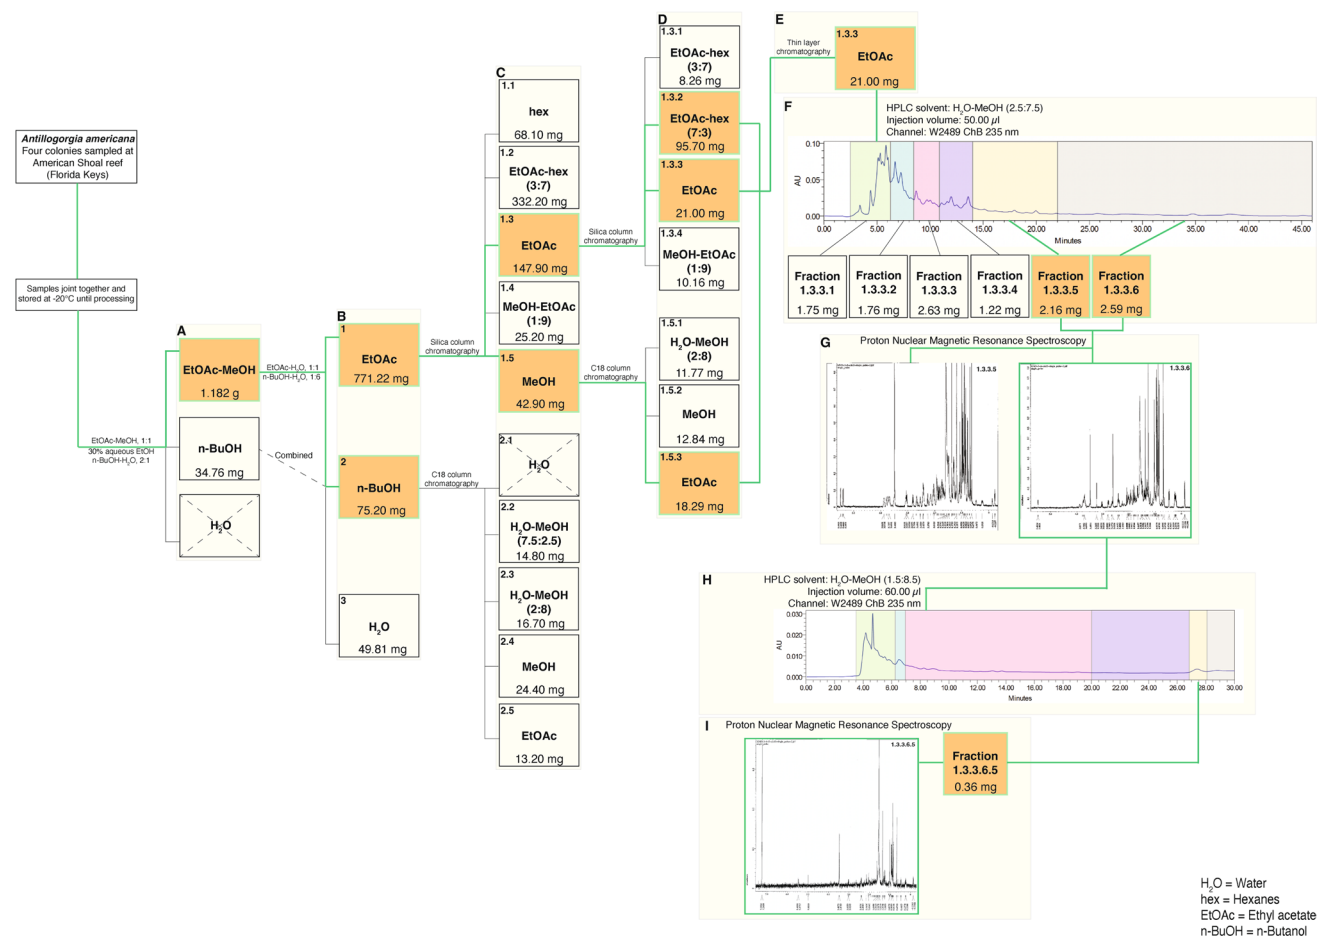 Antillogorgia americana
Four colonies sampled at
American Shoal reef
(Florida Keys)
Samples joint together and
stored at -20°C until processing
EtOAc-MeOH, 1:1
30% aqueous EtOH
n-BuOH-H₂O, 2:1
A
EtOAc-MeOH
1.182 g
n-BuOH
34.76 mg
H₂O
EtOAc-H₂O, 1:1
n-BuOH-H₂O, 1:6
Combined
B
1
EtOAc
771.22 mg
2
n-BuOH
75.20 mg
3
H₂O
49.81 mg
Silica column
chromatography
C18 column
chromatography
C
1.1
hex
68.10 mg
1.2
EtOAc-hex
(3:7)
332.20 mg
1.3
EtOAc
147.90 mg
1.4
MeOH-EtOAc
(1:9)
25.20 mg
1.5
MeOH
42.90 mg
2.1
H₂O
2.2
H₂O-MeOH
(7.5:2.5)
14.80 mg
2.3
H₂O-MeOH
(2:8)
16.70 mg
2.4
MeOH
24.40 mg
2.5
EtOAc
13.20 mg
Silica column
chromatography
C18 column
chromatography
D
1.3.1
EtOAc-hex
(3:7)
8.26 mg
1.3.2
EtOAc-hex
(7:3)
95.70 mg
1.3.3
EtOAc
21.00 mg
1.3.4
MeOH-EtOAc
(1:9)
10.16 mg
1.5.1
H₂O-MeOH
(2:8)
11.77 mg
1.5.2
MeOH
12.84 mg
1.5.3
EtOAc
18.29 mg
E
Thin layer
chromatography
1.3.3
EtOAc
21.00 mg
F
HPLC solvent: H₂O-MeOH (2.5:7.5)
Injection volume: 50.00 µl
Channel: W2489 ChB 235 nm
AU
0.10
0.05
0.00
0.00 5.00 10.00 15.00 20.00 25.00 30.00 35.00 40.00 45.00
Minutes
Fraction
1.3.3.1
1.75 mg
Fraction
1.3.3.2
1.76 mg
Fraction
1.3.3.3
2.63 mg
Fraction
1.3.3.4
1.22 mg
Fraction
1.3.3.5
2.16 mg
Fraction
1.3.3.6
2.59 mg
G
Proton Nuclear Magnetic Resonance Spectroscopy
1.3.3.5
1.3.3.6
H
HPLC solvent: H₂O-MeOH (1.5:8.5)
Injection volume: 60.00 µl
Channel: W2489 ChB 235 nm
AU
0.030
0.020
0.010
0.000
0.00 2.00 4.00 6.00 8.00 10.00 12.00 14.00 16.00 18.00 20.00 22.00 24.00 26.00 28.00 30.00
Minutes
I
Proton Nuclear Magnetic Resonance Spectroscopy
1.3.3.6.5
Fraction
1.3.3.6.5
0.36 mg
H₂O = Water
hex = Hexanes
EtOAc = Ethyl acetate
n-BuOH = n-Butanol